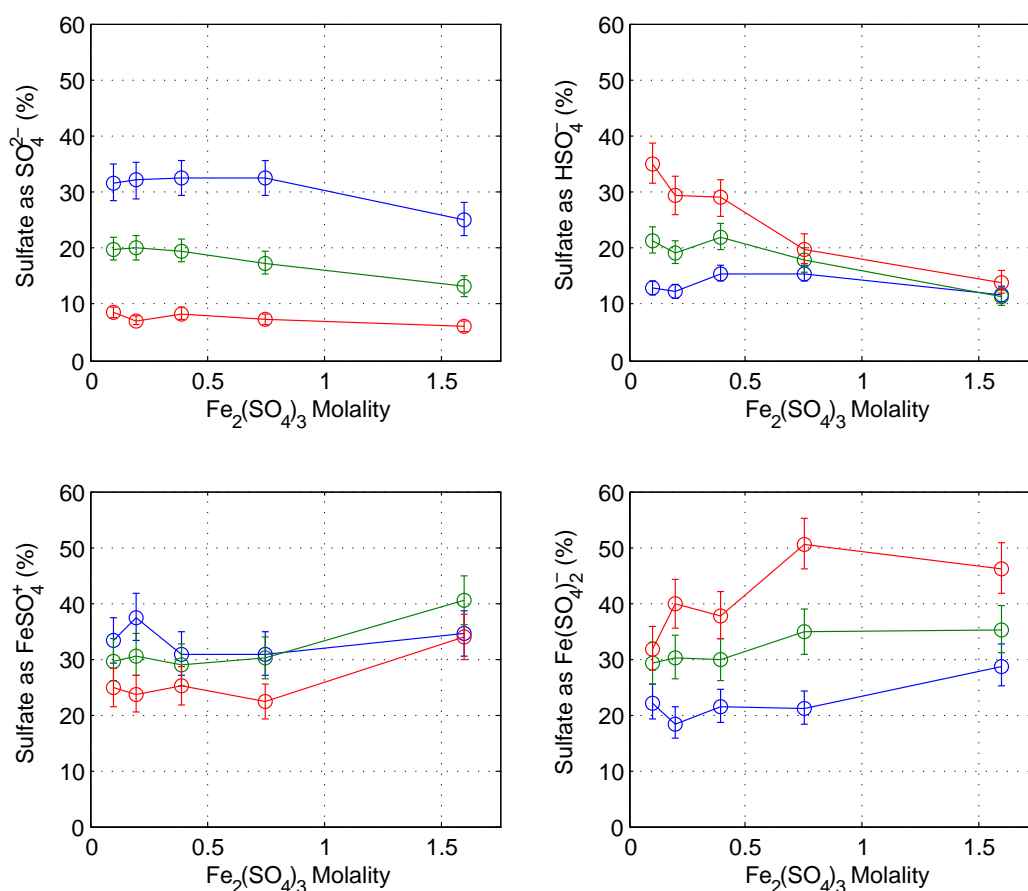 60
50
40
30
20
10
0
Sulfate as SO₄²⁻ (%)
0 0.5 1 1.5
Fe₂(SO₄)₃ Molality
60
50
40
30
20
10
0
Sulfate as HSO₄⁻ (%)
0 0.5 1 1.5
Fe₂(SO₄)₃ Molality
60
50
40
30
20
10
0
Sulfate as FeSO₄⁺ (%)
0 0.5 1 1.5
Fe₂(SO₄)₃ Molality
60
50
40
30
20
10
0
Sulfate as Fe(SO₄)₂⁻ (%)
0 0.5 1 1.5
Fe₂(SO₄)₃ Molality